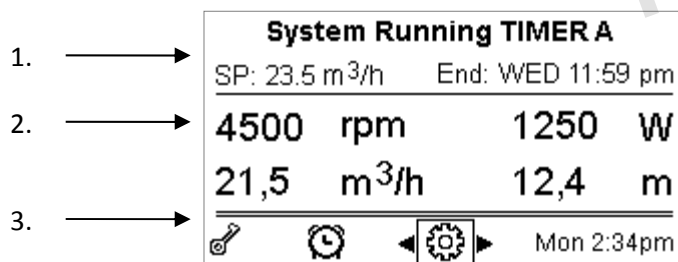 System Running TIMER A
1.
SP: 23.5 m³/h End: WED 11:59 pm
2.
4500 rpm 1250 W
21,5 m³/h 12,4 m
3.
Mon 2:34pm